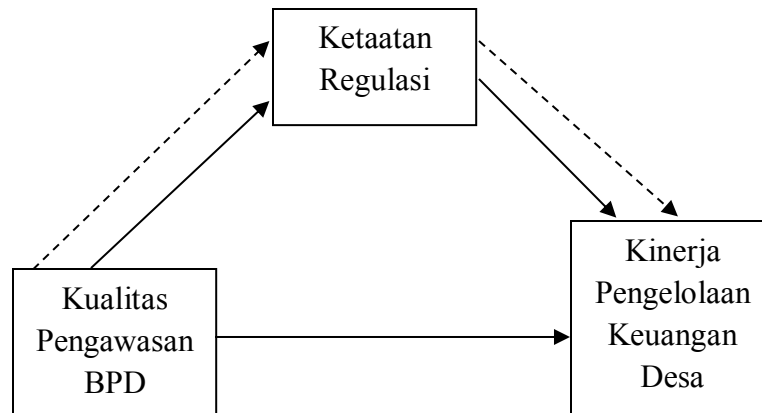 Ketaatan
Regulasi
Kualitas
Pengawasan
BPD
Kinerja
Pengelolaan
Keuangan
Desa